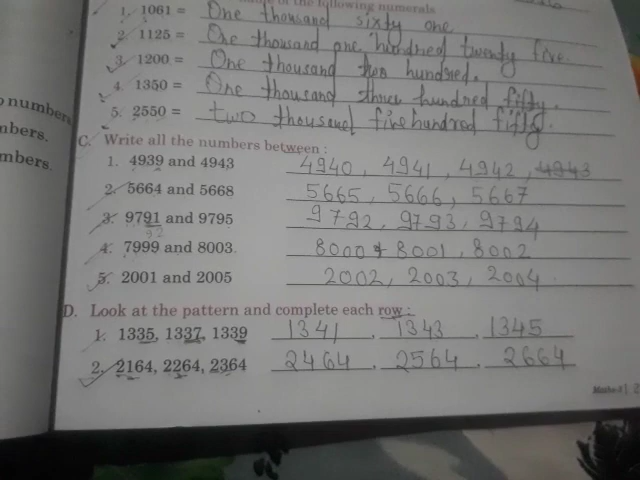 of the following numerals
1. 1061 = One thousand sixty one
2. 1125 = One thousand one hundred twenty five.
3. 1200 = One thousand two hundred.
4. 1350 = One thousand three hundred fifty.
5. 2550 = two thousand five hundred fifty.
numbers
mbers.
mbers.
C. Write all the numbers between :
1. 4939 and 4943 4940, 4941, 4942, 4943
2. 5664 and 5668 5665, 5666, 5667
3. 9791 and 9795 9792, 9793, 9794
92
4. 7999 and 8003. 8000, 8001, 8002
5. 2001 and 2005 2002, 2003, 2004
D. Look at the pattern and complete each row :
1. 1335, 1337, 1339 1341, 1343, 1345
2. 2164, 2264, 2364 2464, 2564, 2664